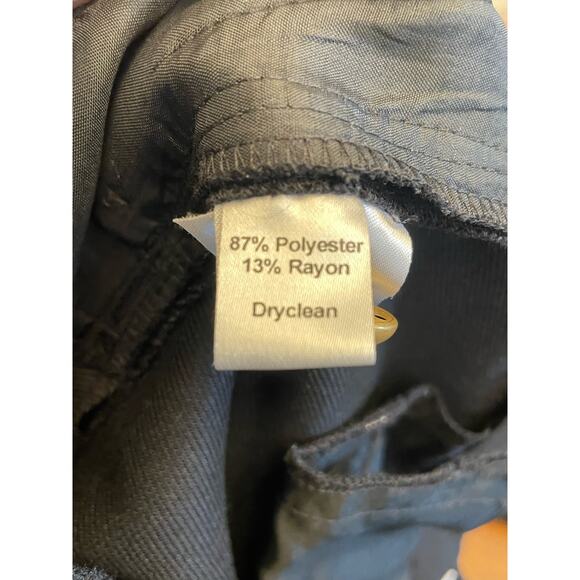 87% Polyester
13% Rayon
Dryclean